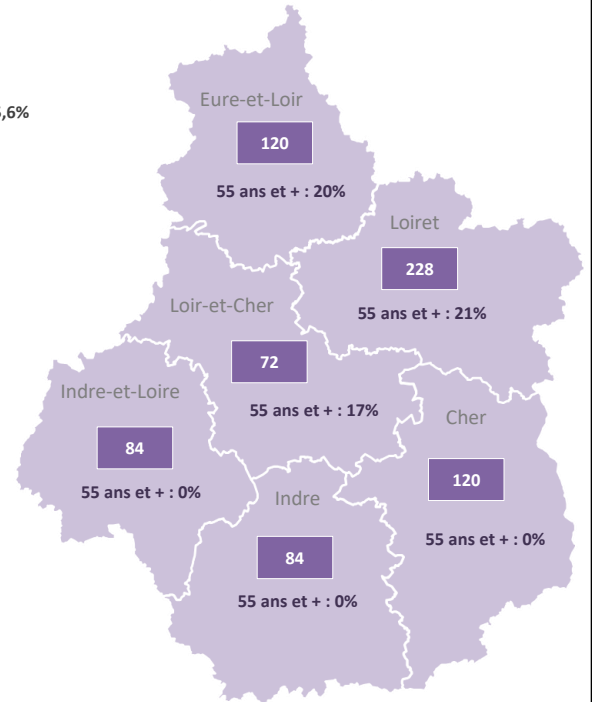 Eure-et-Loir
,6%
120
55 ans et + : 20%
Loiret
228
55 ans et + : 21%
Loir-et-Cher
72
55 ans et + : 17%
Indre-et-Loire
84
55 ans et + : 0%
Cher
120
55 ans et + : 0%
Indre
84
55 ans et + : 0%